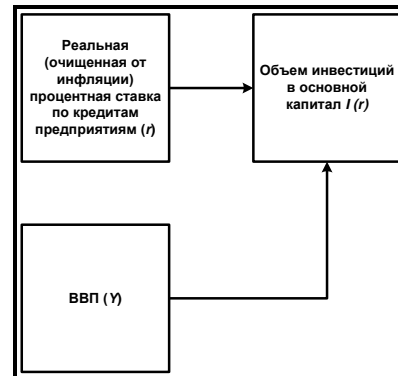 Реальная
(очищенная от
инфляции)
процентная ставка
по кредитам
предприятиям (r)
Объем инвестиций
в основной
капитал I (r)
ВВП (Y)